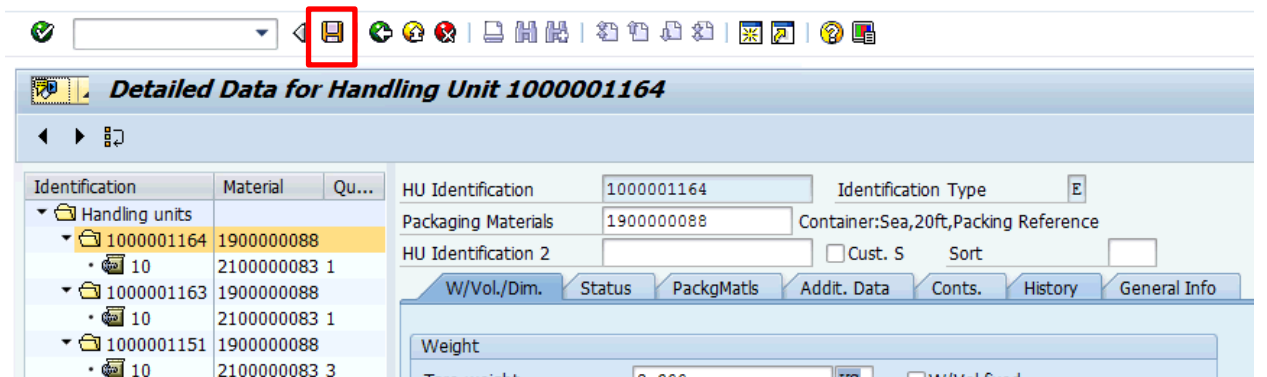 Detailed Data for Handling Unit 1000001164
Identification Material Qu...
Handling units
1000001164 1900000088
10 2100000083 1
1000001163 1900000088
10 2100000083 1
1000001151 1900000088
10 2100000083 3
HU Identification 1000001164 Identification Type E
Packaging Materials 1900000088 Container:Sea,20ft,Packing Reference
HU Identification 2 Cust. S Sort
W/Vol./Dim. Status PackgMatls Addit. Data Conts. History General Info
Weight